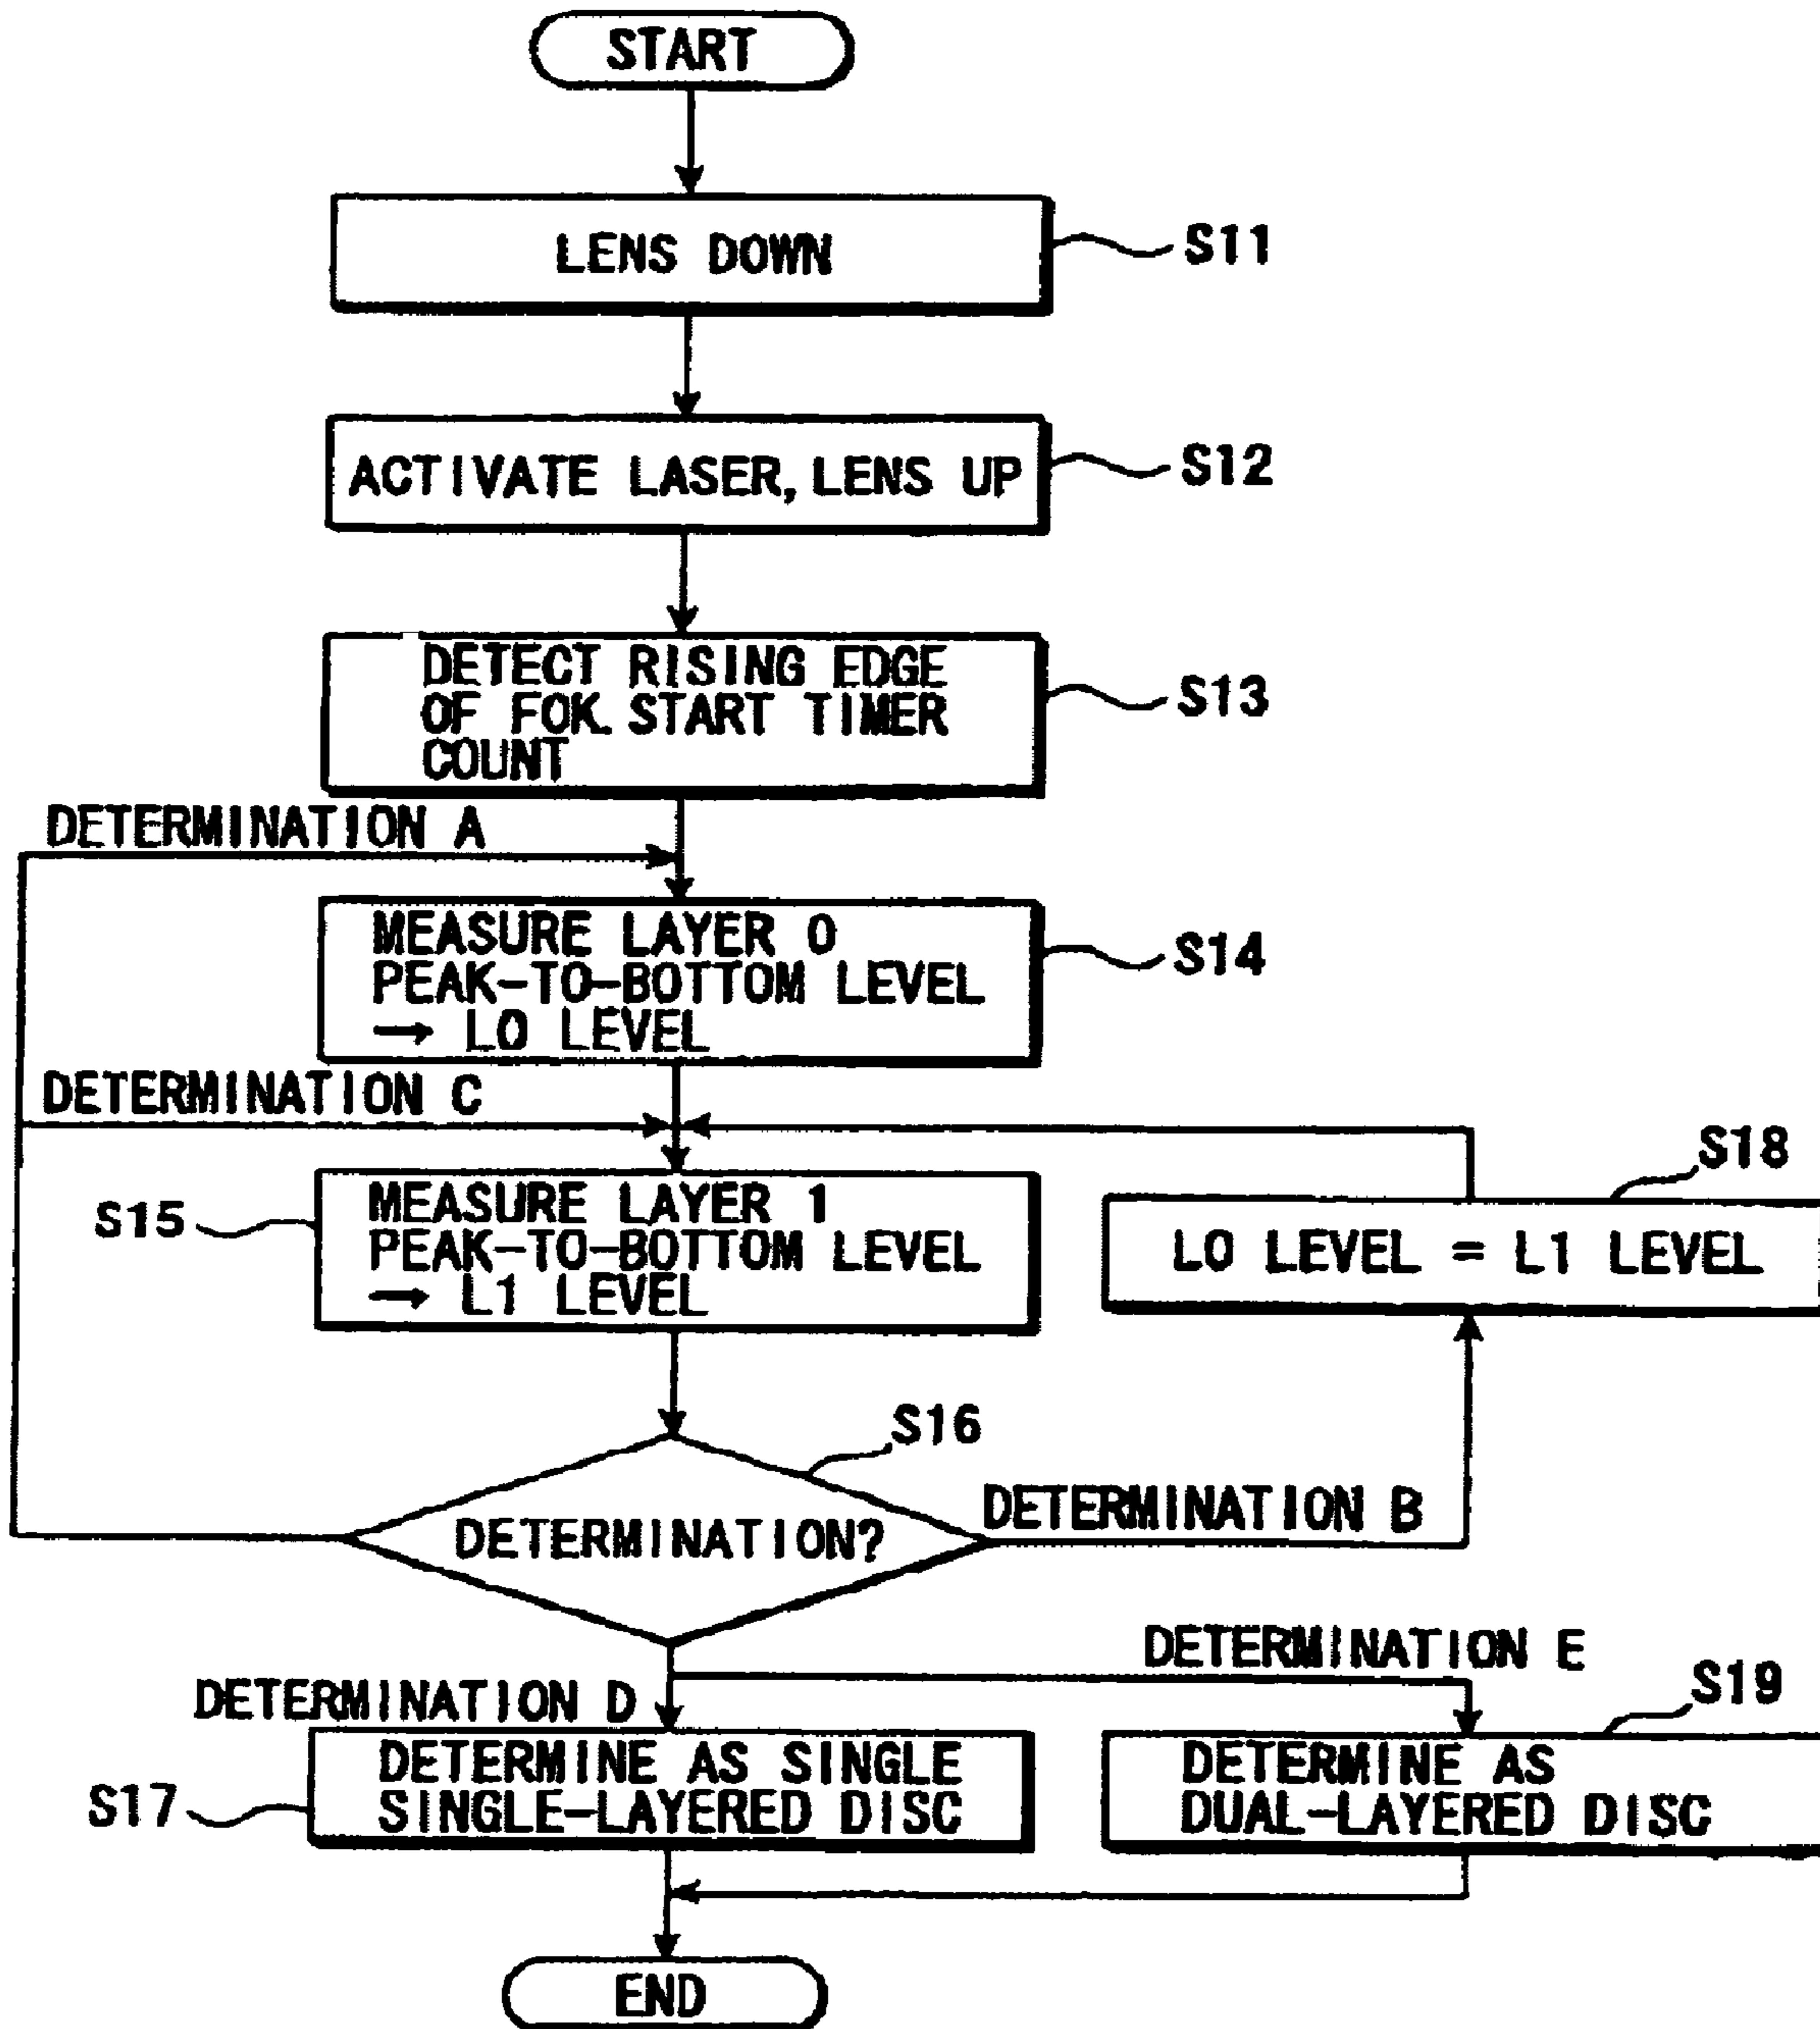 START
LENS DOWN
S11
ACTIVATE LASER, LENS UP
S12
DETECT RISING EDGE
OF FOK. START TIMER
COUNT
S13
DETERMINATION A
MEASURE LAYER 0
PEAK-TO-BOTTOM LEVEL
→ L0 LEVEL
S14
DETERMINATION C
S18
S15
MEASURE LAYER 1
PEAK-TO-BOTTOM LEVEL
→ L1 LEVEL
L0 LEVEL = L1 LEVEL
S16
DETERMINATION B
DETERMINATION?
DETERMINATION E
DETERMINATION D
S19
S17
DETERMINE AS SINGLE
SINGLE-LAYERED DISC
DETERMINE AS
DUAL-LAYERED DISC
END